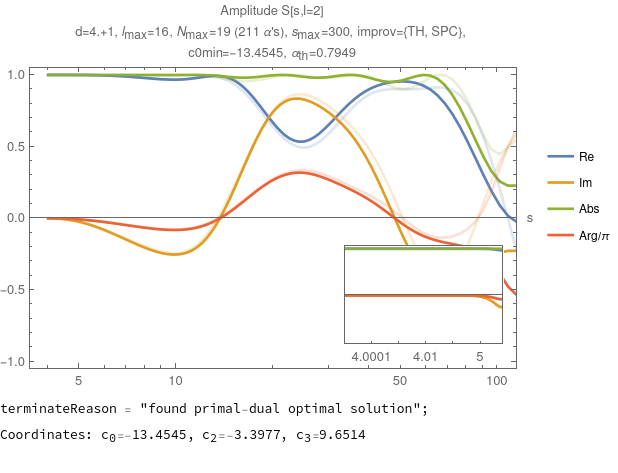 Amplitude S[s,l=2]
d=4.+1, lmax=16, Nmax=19 (211 α's), smax=300, improv={TH, SPC},
c0min=-13.4545, αth=0.7949
1.0
0.5
0.0
-0.5
-1.0
5
10
50
100
s
4.0001
4.01
5
Re
Im
Abs
Arg/π
terminateReason = "found primal-dual optimal solution";
Coordinates: c0=-13.4545, c2=-3.3977, c3=9.6514